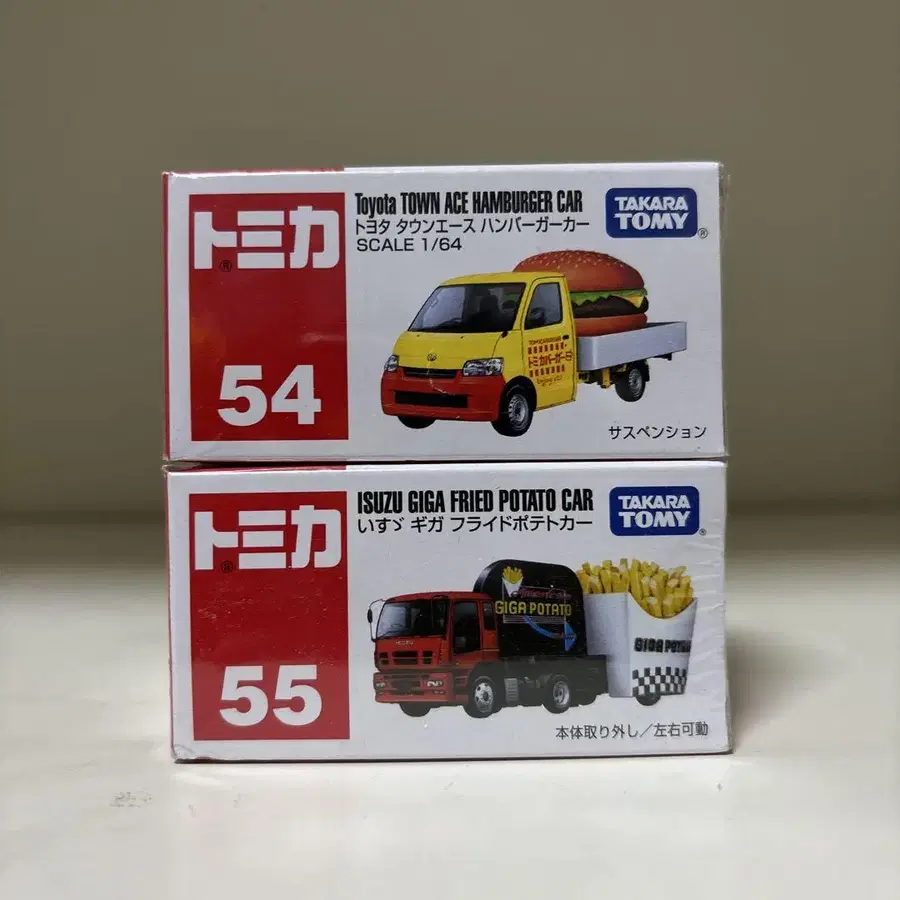 トミカ
®
54
Toyota TOWN ACE HAMBURGER CAR
トヨタ タウンエース ハンバーガーカー
SCALE 1/64
TAKARA
TOMY
®
トミカバーガー
サスペンション
トミカ
®
55
ISUZU GIGA FRIED POTATO CAR
いすゞ ギガ フライドポテトカー
TAKARA
TOMY
®
ISUZU
American
GIGA POTATO
GIGA POTATO
本体取り外し/左右可動